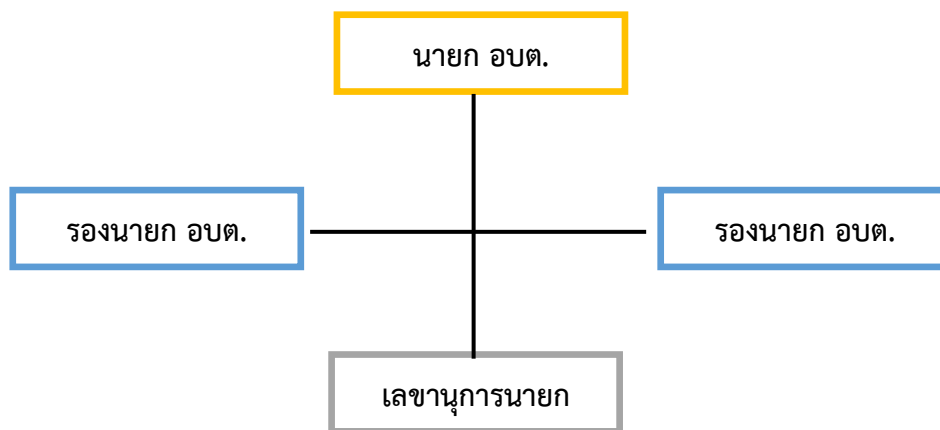 นายก อบต.
รองนายก อบต.
รองนายก อบต.
เลขานุการนายก